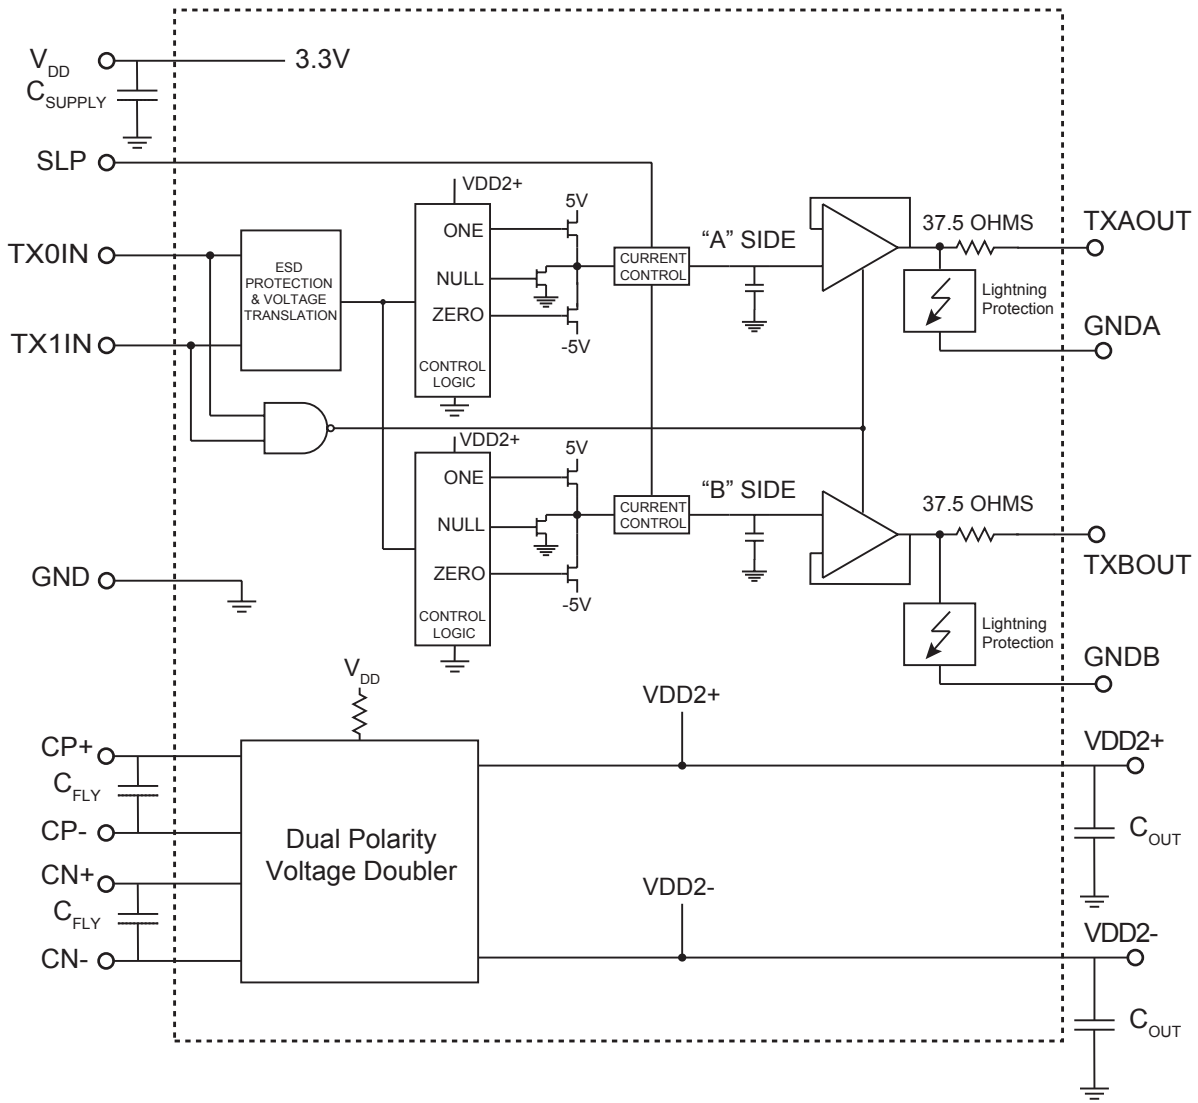 VDD
3.3V
CSUPPLY
SLP
VDD2+
5V
ONE
"A" SIDE
37.5 OHMS
TXAOUT
TX0IN
ESD
PROTECTION
& VOLTAGE
TRANSLATION
CURRENT
CONTROL
NULL
Lightning
Protection
ZERO
GNDA
TX1IN
-5V
CONTROL
LOGIC
VDD2+
5V
ONE
"B" SIDE
37.5 OHMS
CURRENT
CONTROL
NULL
TXBOUT
GND
ZERO
-5V
CONTROL
LOGIC
Lightning
Protection
GNDB
VDD
VDD2+
CP+
VDD2+
CFLY
CP-
Dual Polarity
Voltage Doubler
COUT
CN+
VDD2-
CFLY
VDD2-
CN-
COUT